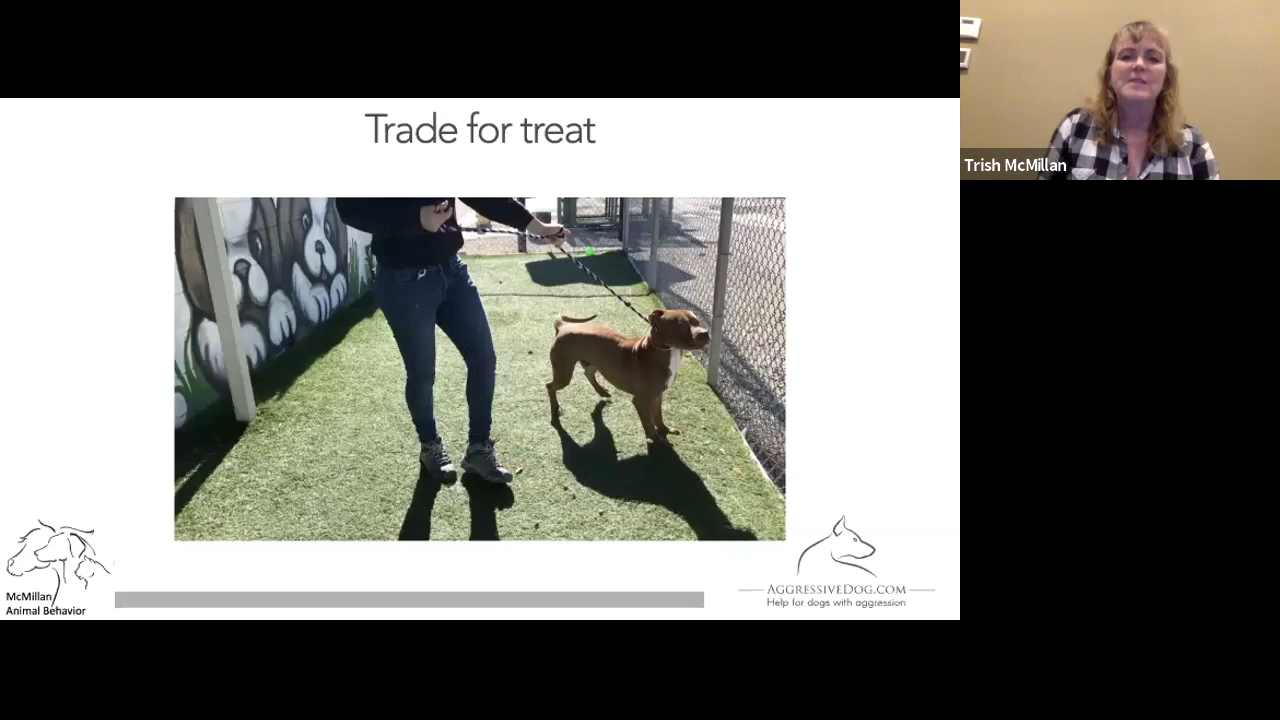 Trade for treat
Trish McMillan
McMillan
Animal Behavior
AGGRESSIVEDOG.COM
Help for dogs with aggression